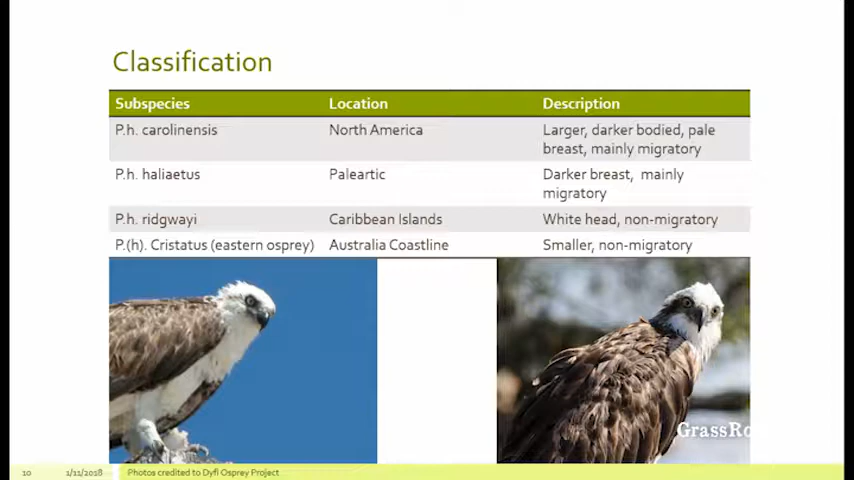 Classification
Subspecies Location Description
P.h. carolinensis North America Larger, darker bodied, pale
breast, mainly migratory
P.h. haliaetus Paleartic Darker breast, mainly
migratory
P.h. ridgwayi Caribbean Islands White head, non-migratory
P.(h). Cristatus (eastern osprey) Australia Coastline Smaller, non-migratory
GrassRo
10 1/11/2018 Photos credited to Dyfi Osprey Project